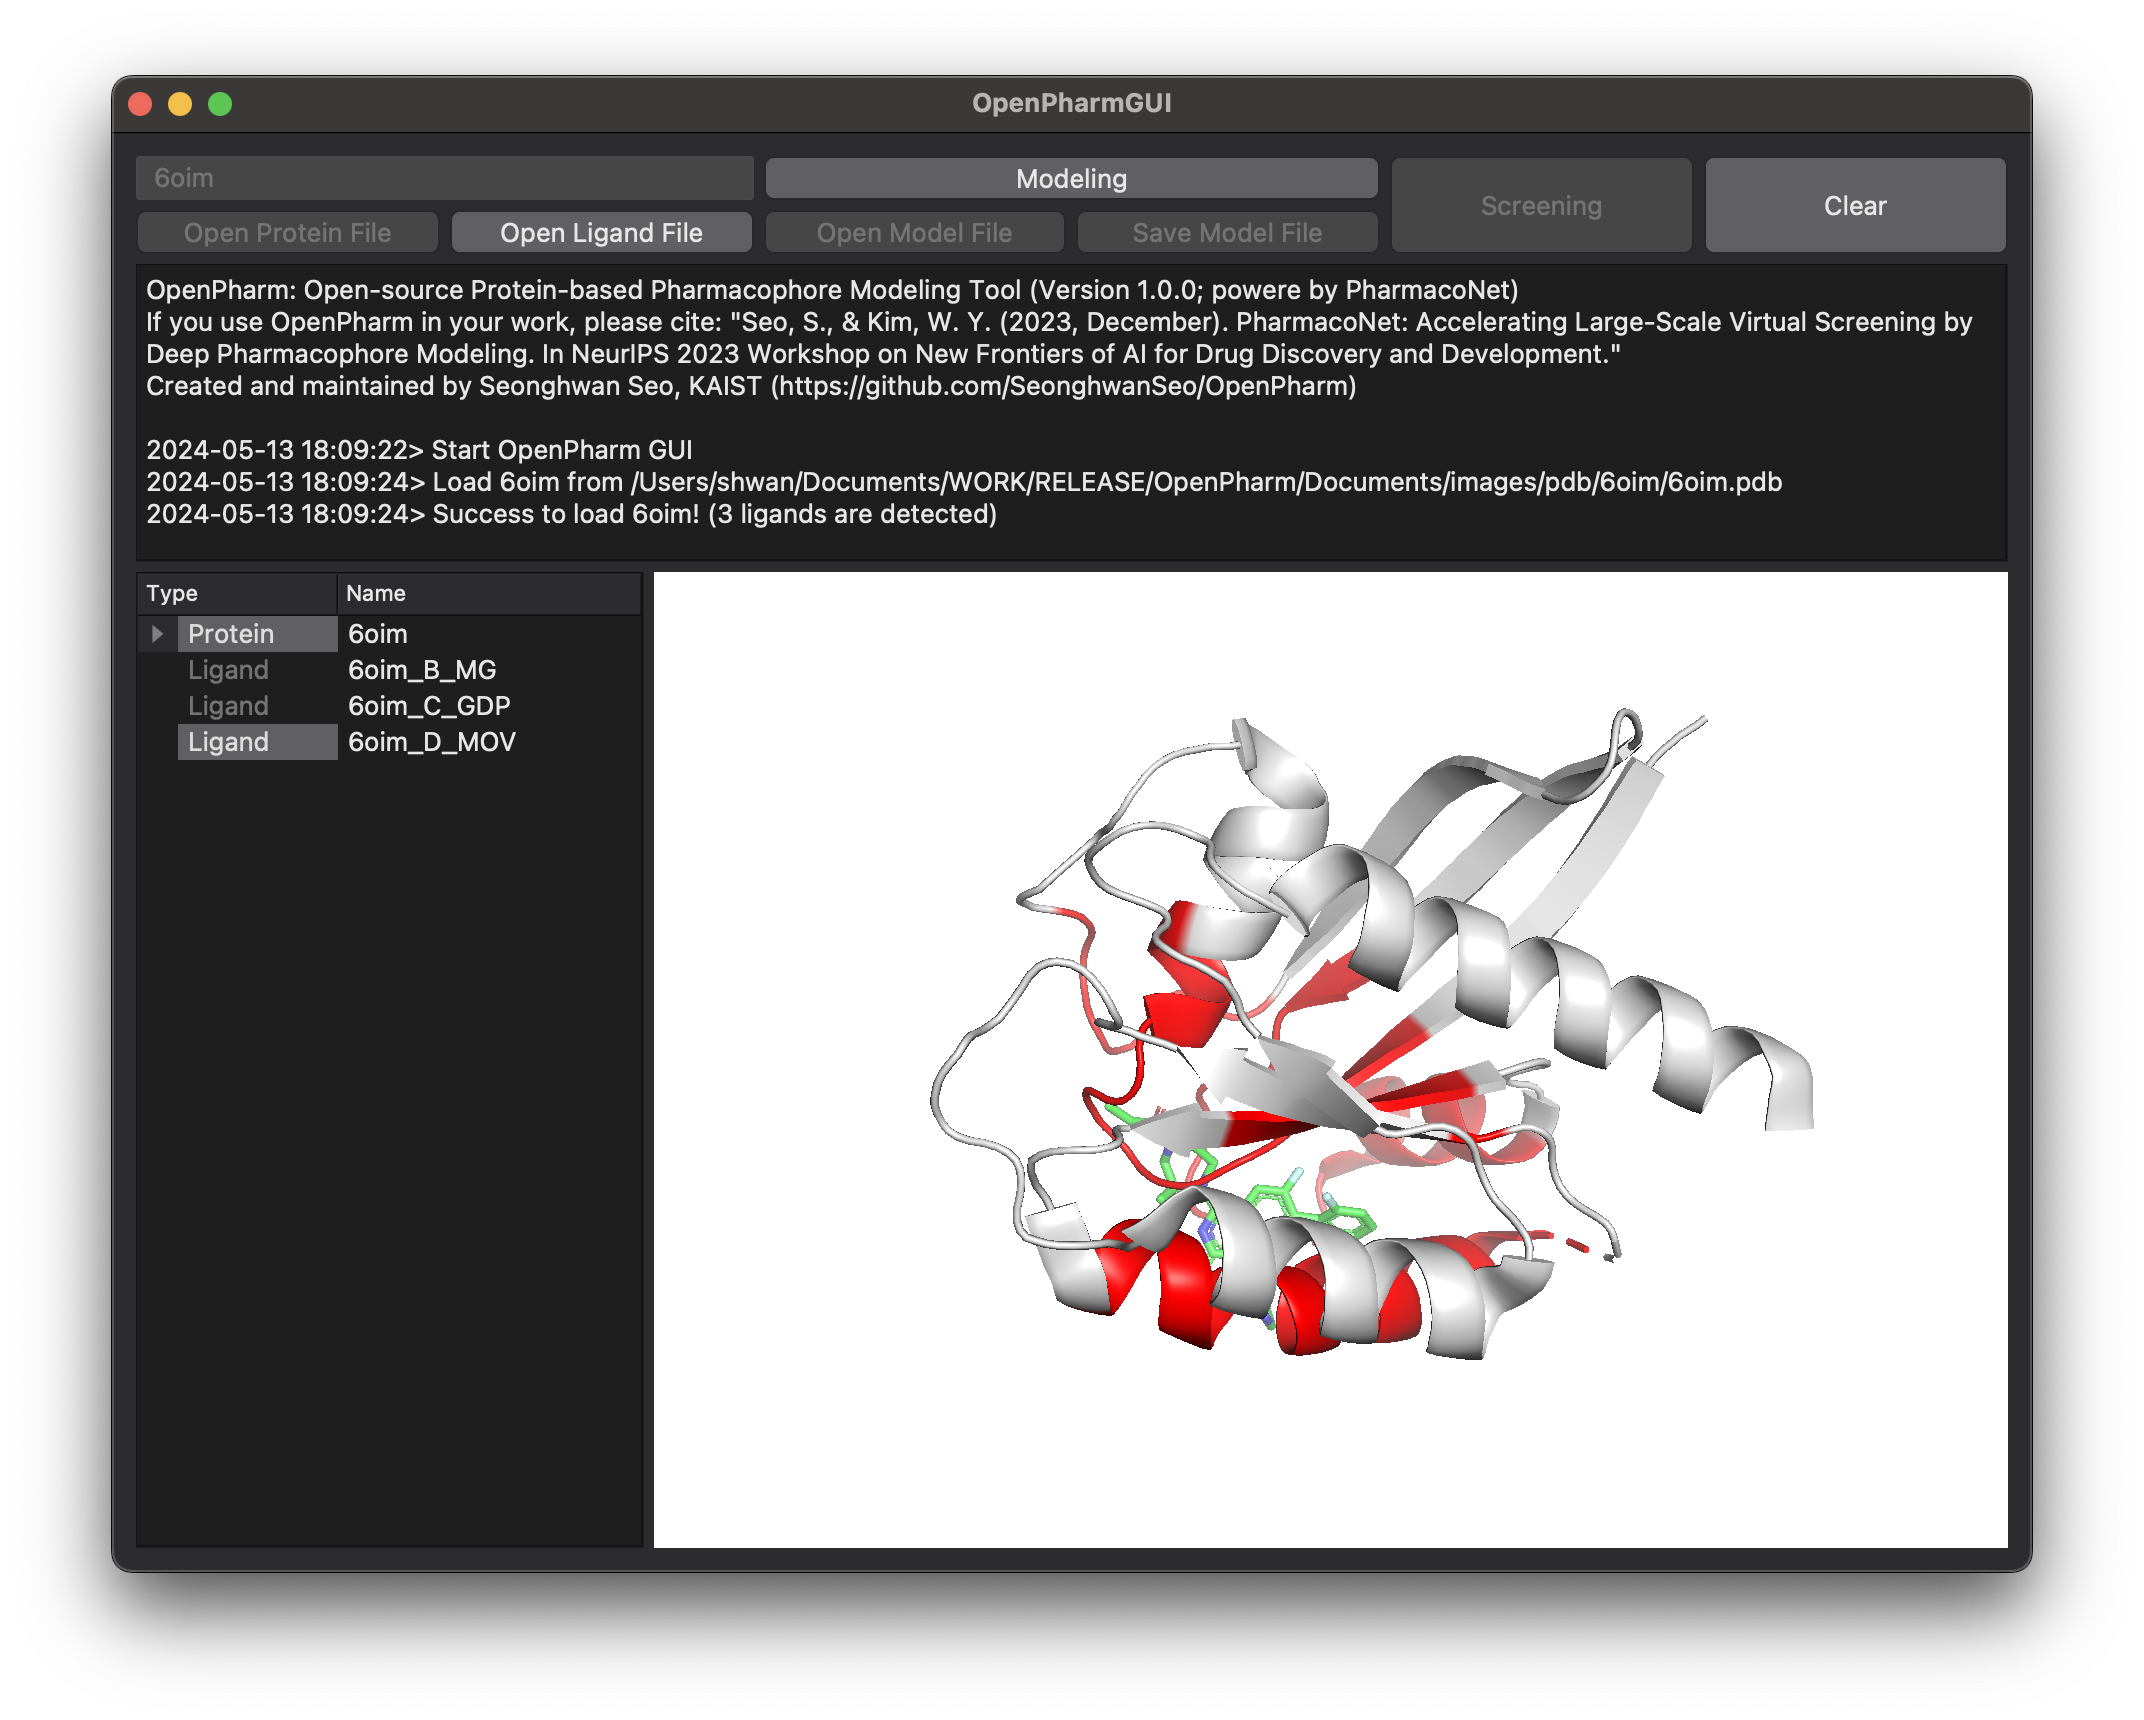 OpenPharmGUI
6oim
Modeling
Screening
Clear
Open Protein File
Open Ligand File
Open Model File
Save Model File
OpenPharm: Open-source Protein-based Pharmacophore Modeling Tool (Version 1.0.0; powere by PharmacoNet)
If you use OpenPharm in your work, please cite: "Seo, S., & Kim, W. Y. (2023, December). PharmacoNet: Accelerating Large-Scale Virtual Screening by
Deep Pharmacophore Modeling. In NeurIPS 2023 Workshop on New Frontiers of AI for Drug Discovery and Development."
Created and maintained by Seonghwan Seo, KAIST (https://github.com/SeonghwanSeo/OpenPharm)
2024-05-13 18:09:22> Start OpenPharm GUI
2024-05-13 18:09:24> Load 6oim from /Users/shwan/Documents/WORK/RELEASE/OpenPharm/Documents/images/pdb/6oim/6oim.pdb
2024-05-13 18:09:24> Success to load 6oim! (3 ligands are detected)
Type Name
Protein 6oim
Ligand 6oim_B_MG
Ligand 6oim_C_GDP
Ligand 6oim_D_MOV